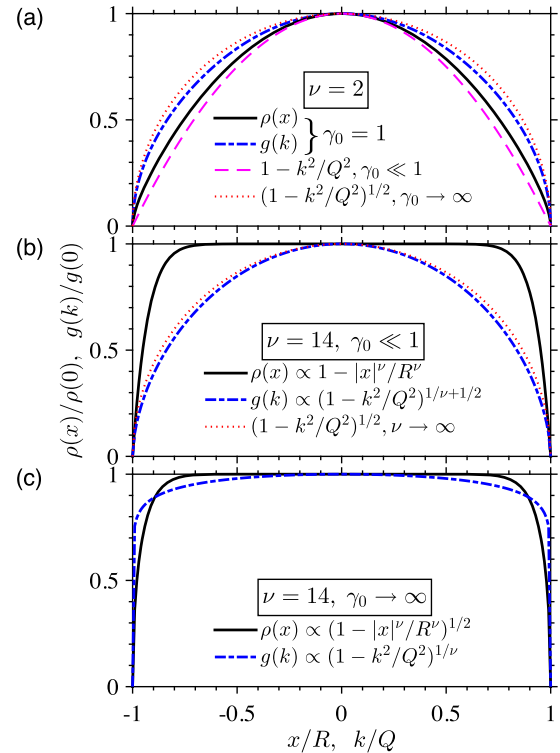 (a)
1
0.5
0
ν = 2
ρ(x)
g(k)
} γ₀ = 1
1 − k²/Q², γ₀ ≪ 1
(1 − k²/Q²)^{1/2}, γ₀ → ∞
(b)
1
0.5
0
ρ(x)/ρ(0), g(k)/g(0)
ν = 14, γ₀ ≪ 1
ρ(x) ∝ 1 − |x|^ν/R^ν
g(k) ∝ (1 − k²/Q²)^{1/ν+1/2}
(1 − k²/Q²)^{1/2}, ν → ∞
(c)
1
0.5
0
ν = 14, γ₀ → ∞
ρ(x) ∝ (1 − |x|^ν/R^ν)^{1/2}
g(k) ∝ (1 − k²/Q²)^{1/ν}
-1 -0.5 0 0.5 1
x/R, k/Q